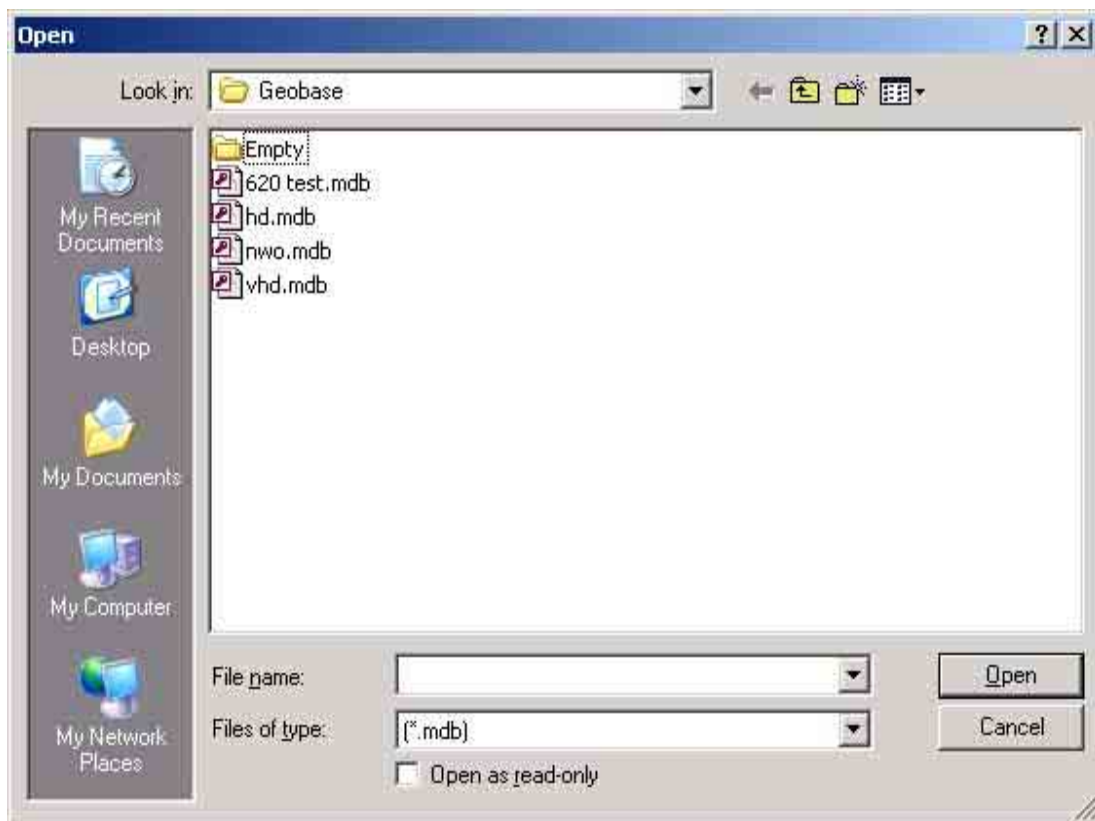 Open
Look in: Geobase
My Recent
Documents
Desktop
My Documents
My Computer
My Network
Places
Empty
620 test.mdb
hd.mdb
nwo.mdb
vhd.mdb
File name:
Open
Files of type: (*.mdb)
Cancel
Open as read-only